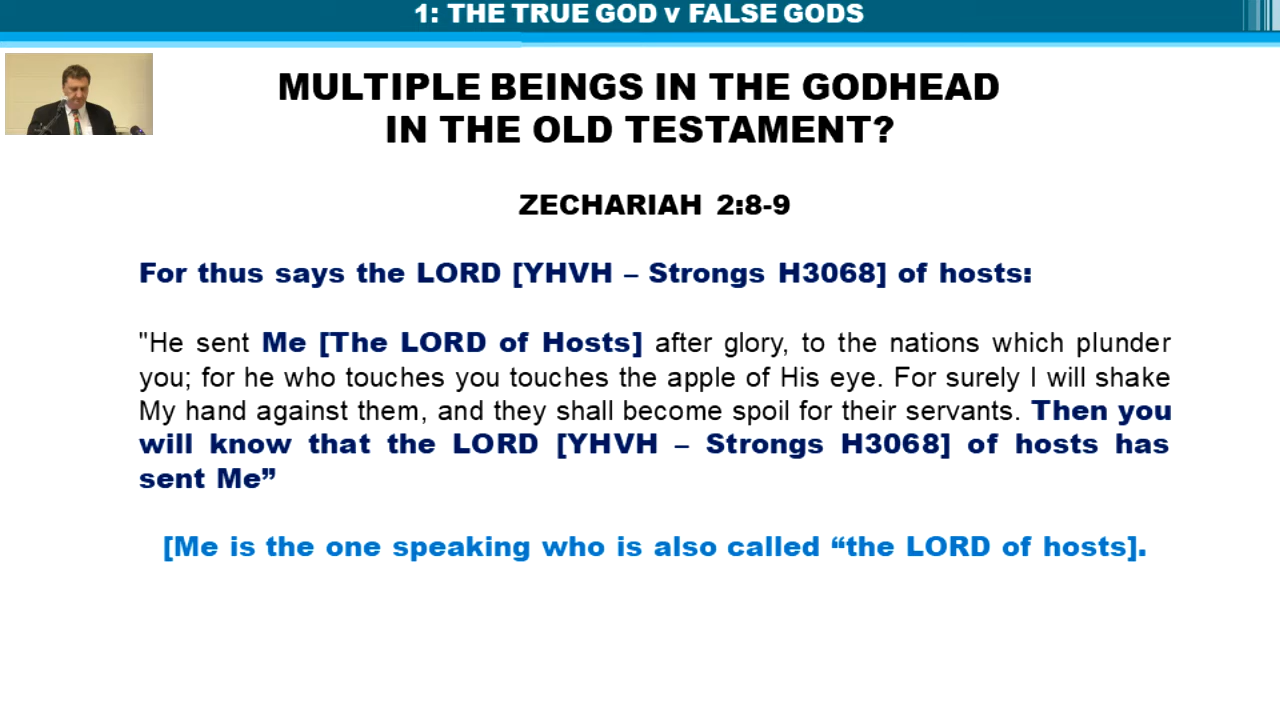 1: THE TRUE GOD v FALSE GODS
MULTIPLE BEINGS IN THE GODHEAD
IN THE OLD TESTAMENT?
ZECHARIAH 2:8-9
For thus says the LORD [YHVH – Strongs H3068] of hosts:
"He sent Me [The LORD of Hosts] after glory, to the nations which plunder
you; for he who touches you touches the apple of His eye. For surely I will shake
My hand against them, and they shall become spoil for their servants. Then you
will know that the LORD [YHVH – Strongs H3068] of hosts has
sent Me”
[Me is the one speaking who is also called “the LORD of hosts].